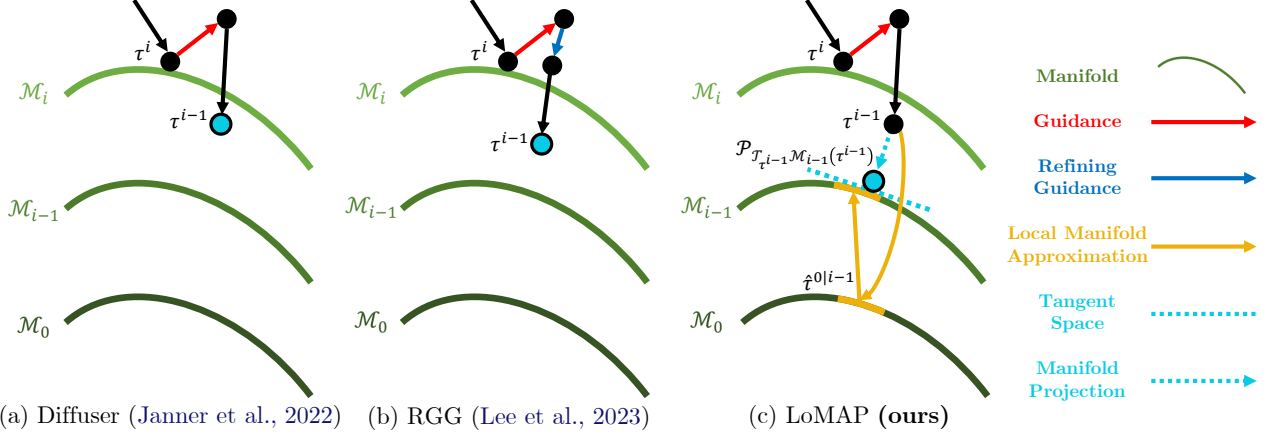 τ^i
ℳ_i
τ^{i−1}
ℳ_{i−1}
ℳ_0
(a) Diffuser (Janner et al., 2022)
τ^i
ℳ_i
τ^{i−1}
ℳ_{i−1}
ℳ_0
(b) RGG (Lee et al., 2023)
τ^i
ℳ_i
τ^{i−1}
𝒫_{𝒯_{τ^{i−1}}ℳ_{i−1}}(τ^{i−1})
ℳ_{i−1}
τ̂^{0|i−1}
ℳ_0
(c) LoMAP (ours)
Manifold
Guidance
Refining
Guidance
Local Manifold
Approximation
Tangent
Space
Manifold
Projection